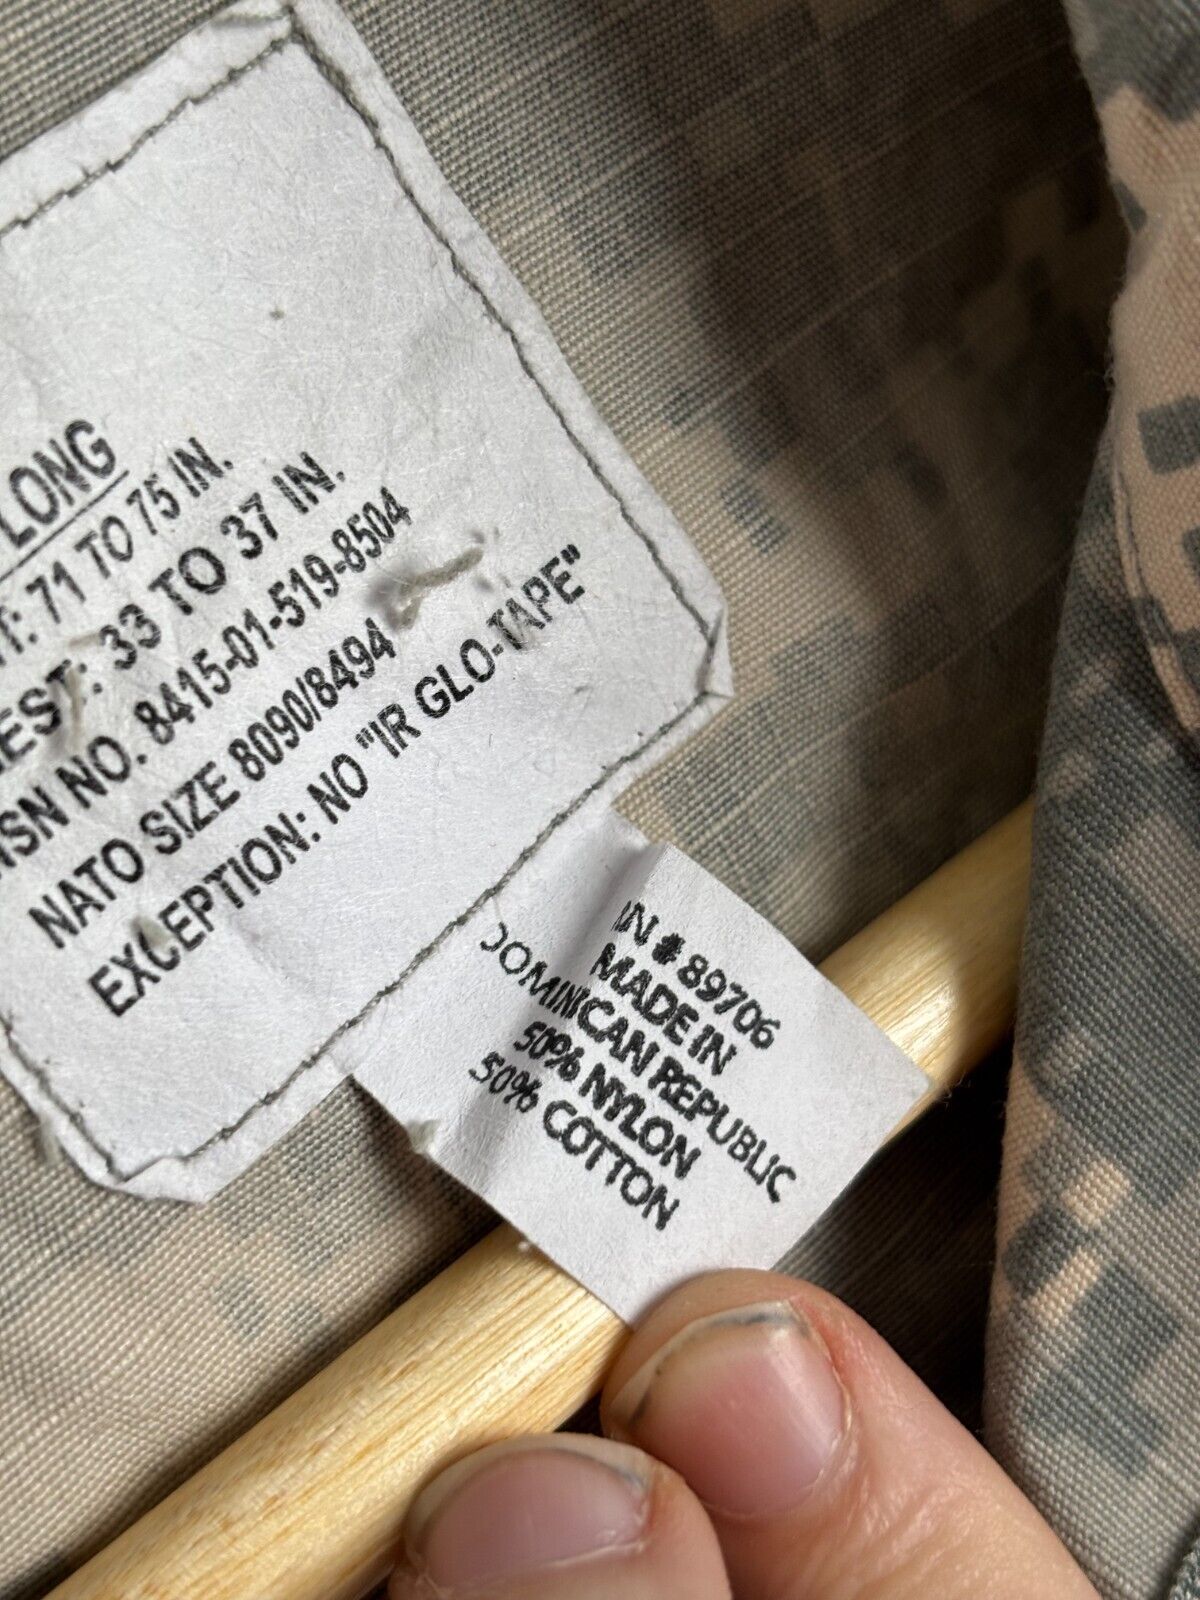 LONG
T: 71 TO 75 IN.
EST: 33 TO 37 IN.
NSN NO. 8415-01-519-8504
NATO SIZE 8090/8494
EXCEPTION: NO "IR GLO-TAPE"
N # 89706
MADE IN
DOMINICAN REPUBLIC
50% NYLON
50% COTTON